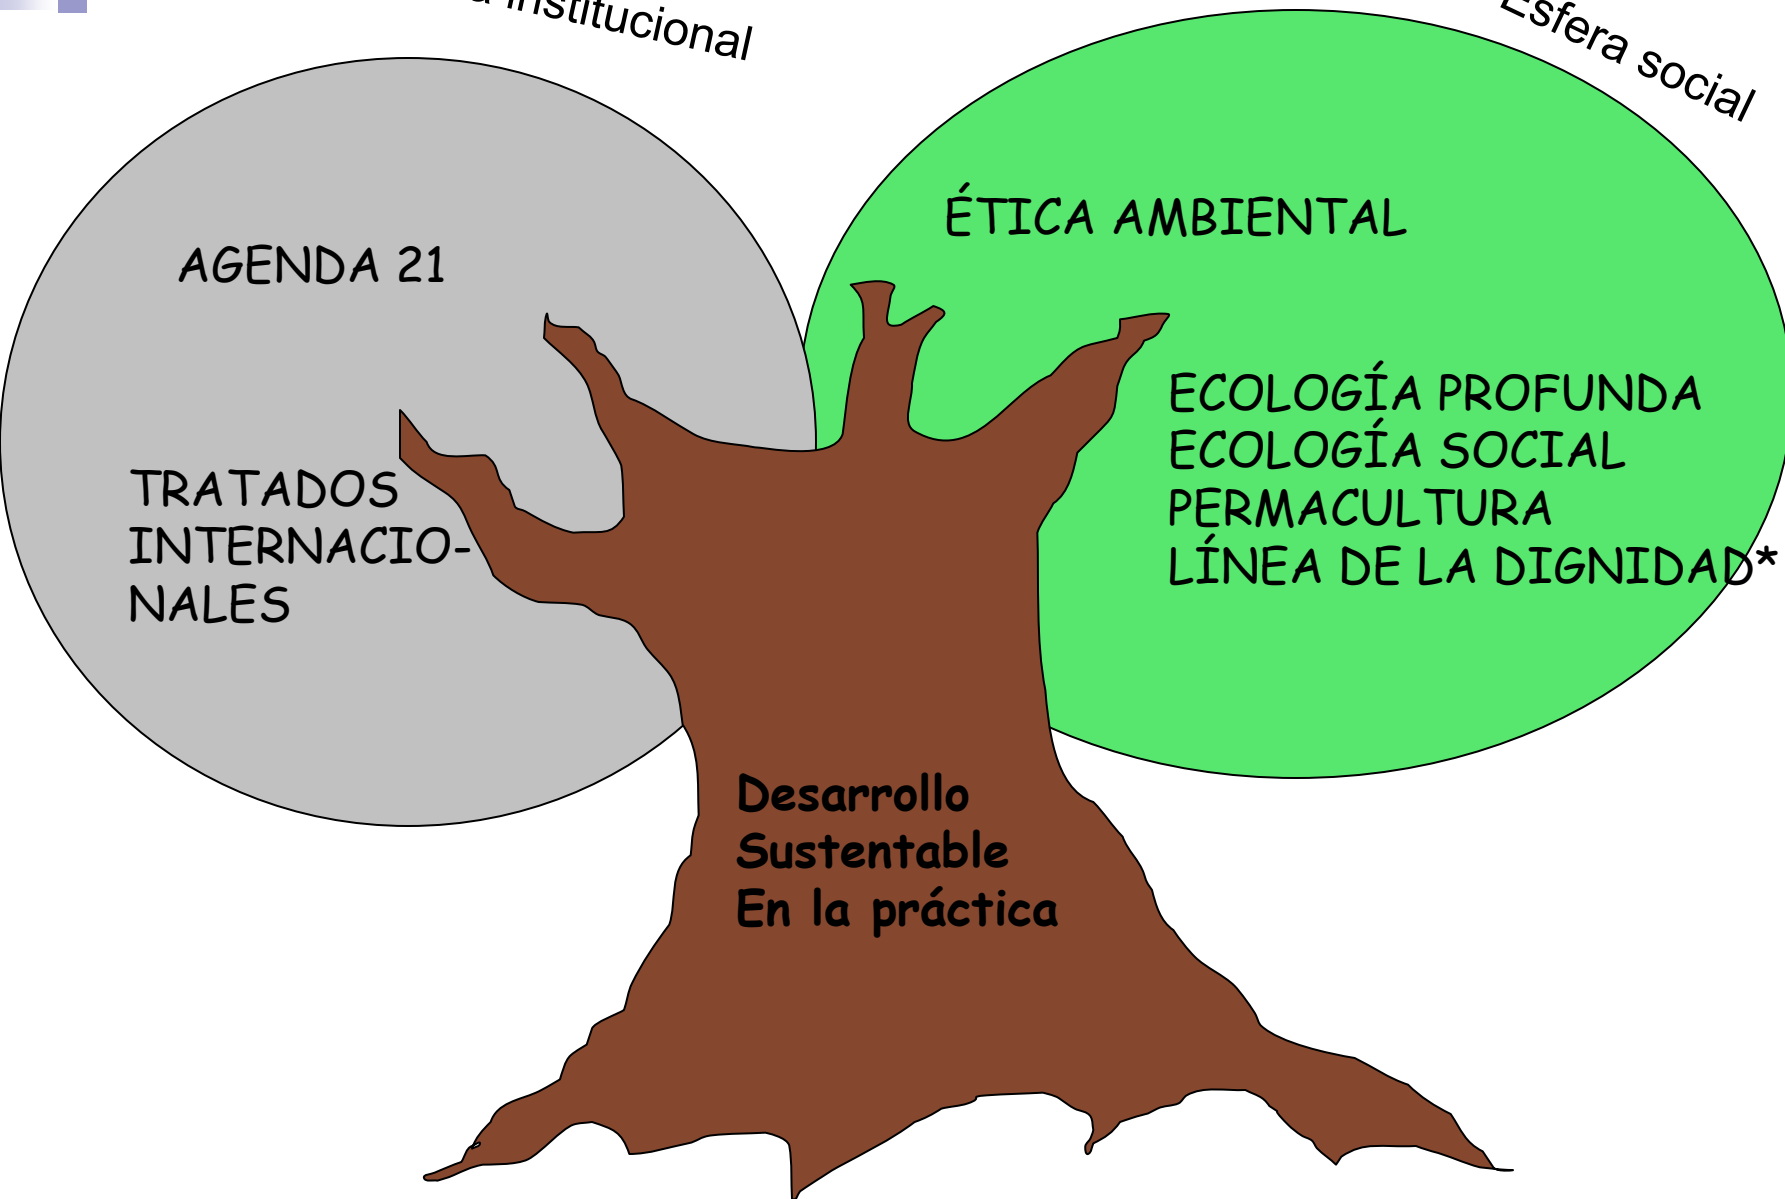 Institucional
Esfera social
ÉTICA AMBIENTAL
AGENDA 21
ECOLOGÍA PROFUNDA
ECOLOGÍA SOCIAL
PERMACULTURA
LÍNEA DE LA DIGNIDAD*
TRATADOS
INTERNACIO-
NALES
Desarrollo
Sustentable
En la práctica